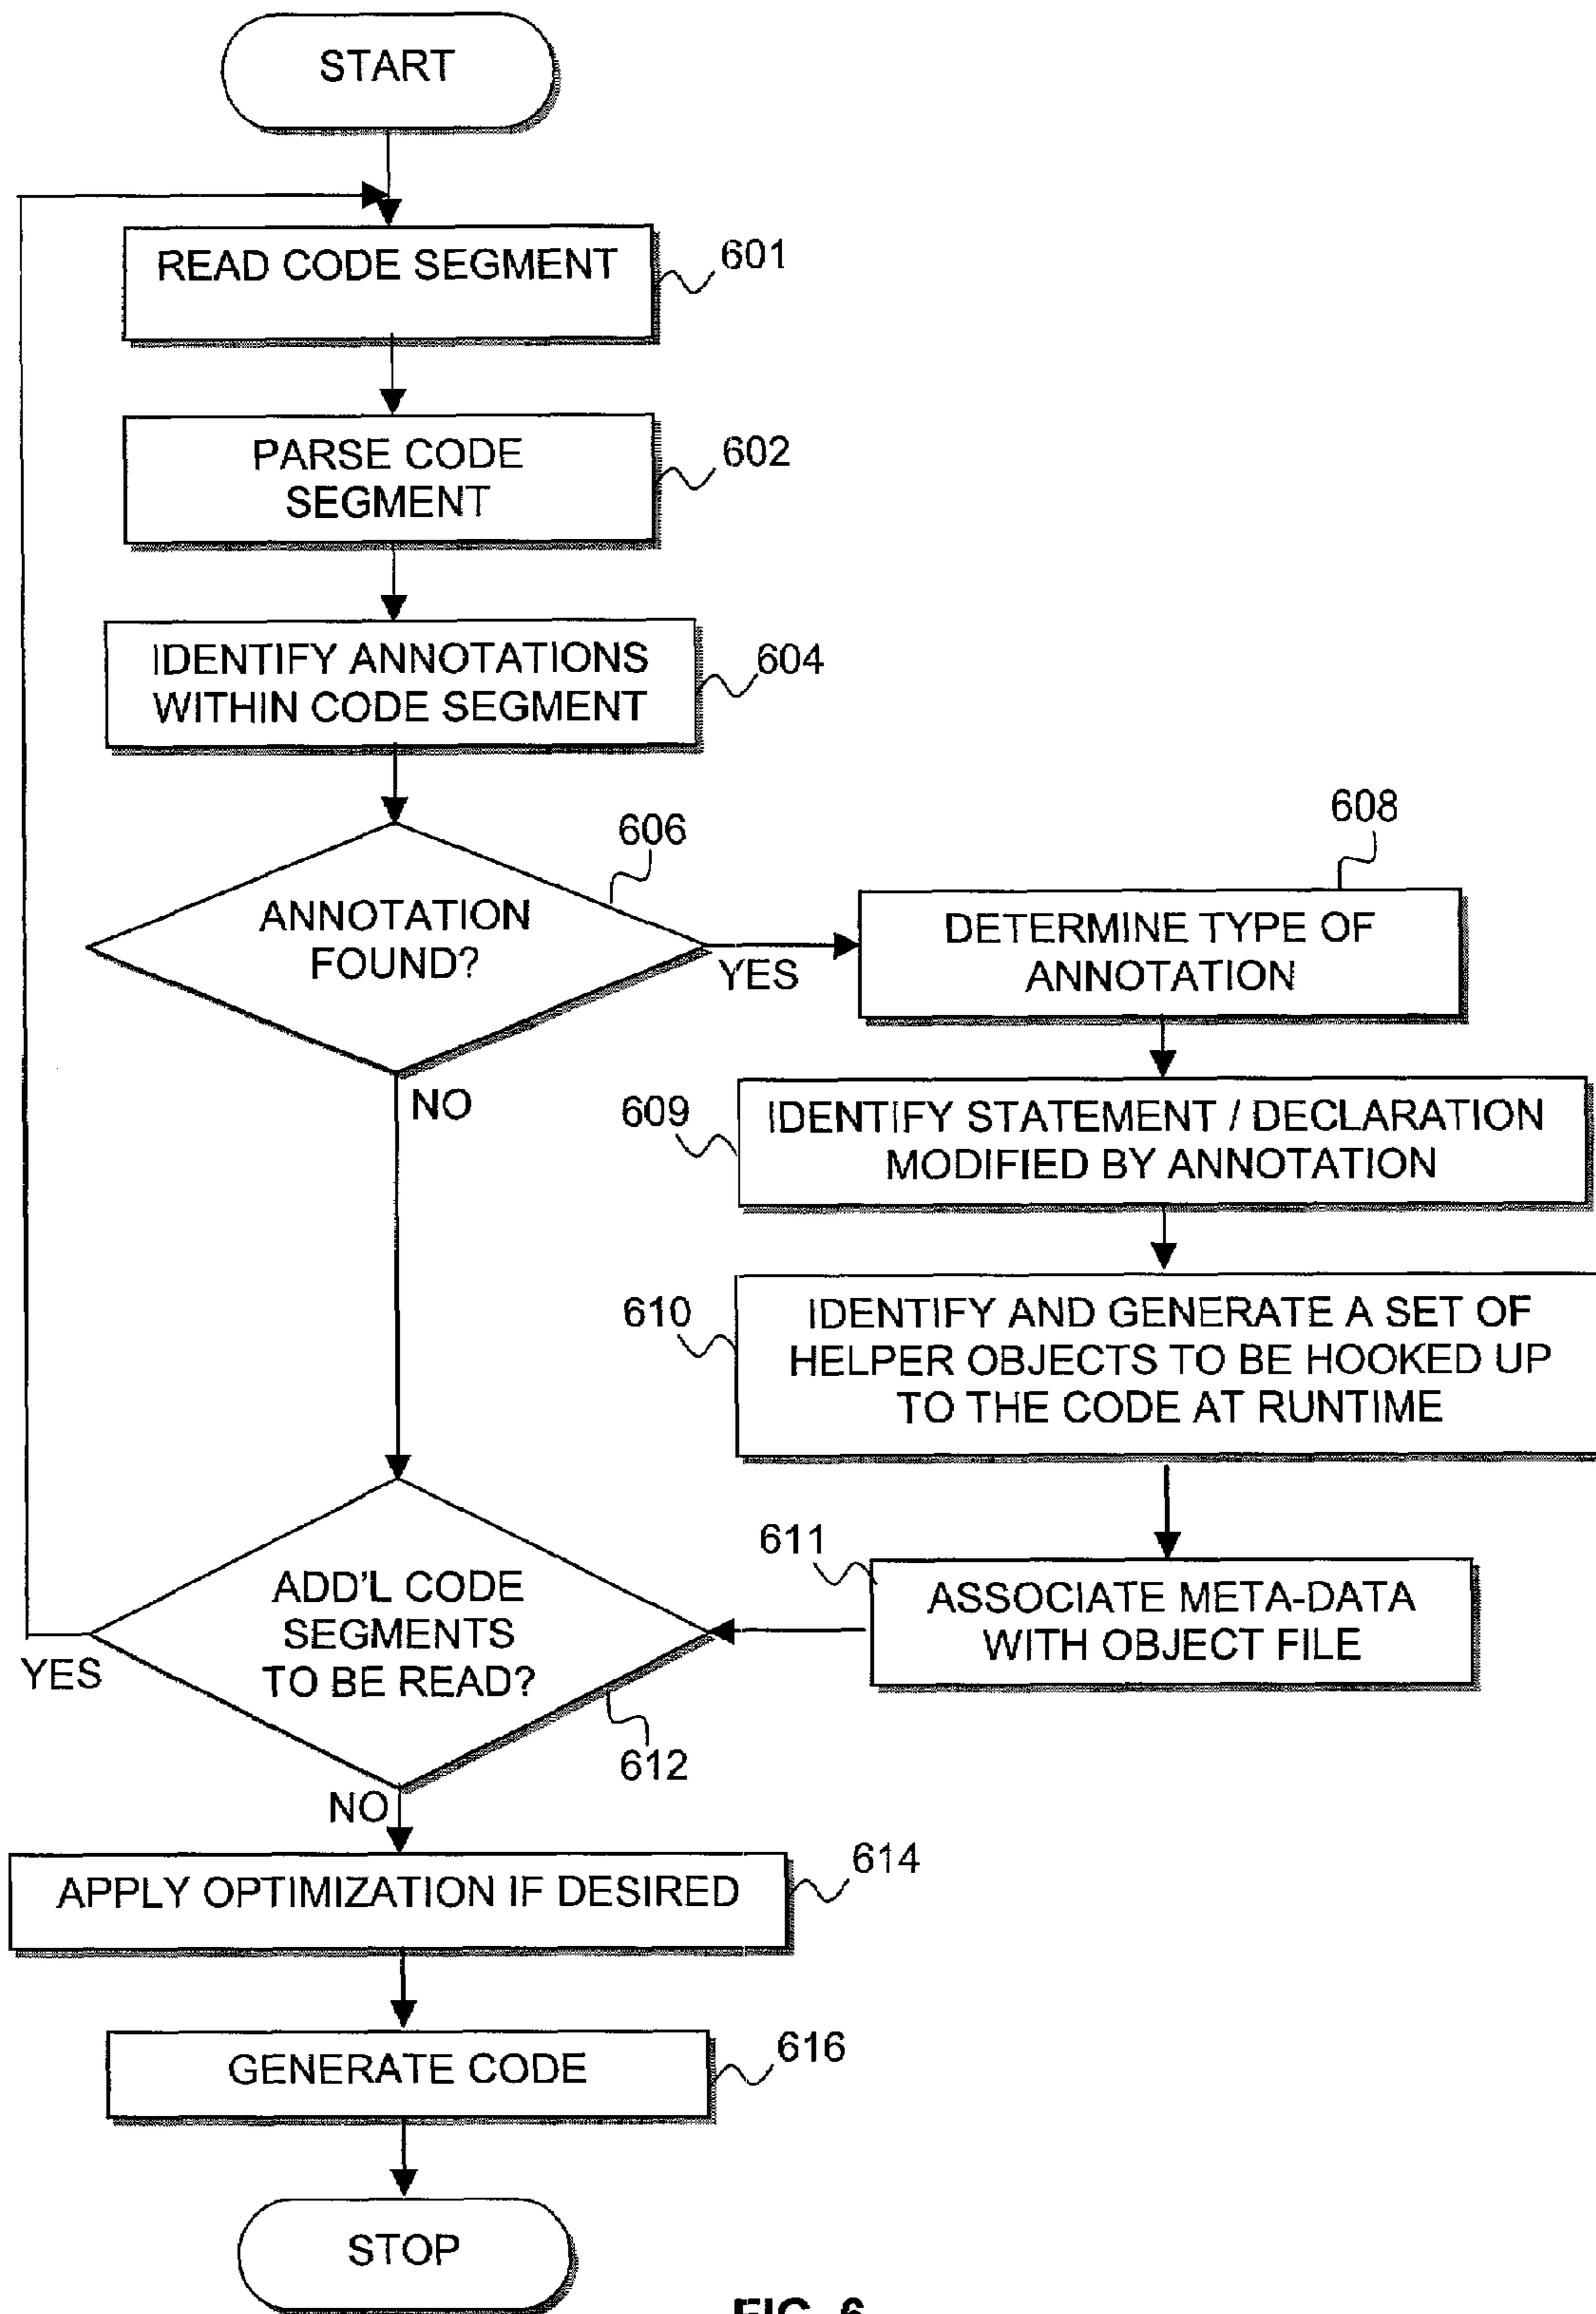 START
READ CODE SEGMENT
601
PARSE CODE
SEGMENT
602
IDENTIFY ANNOTATIONS
WITHIN CODE SEGMENT
604
606
ANNOTATION
FOUND?
YES
NO
608
DETERMINE TYPE OF
ANNOTATION
609
IDENTIFY STATEMENT / DECLARATION
MODIFIED BY ANNOTATION
610
IDENTIFY AND GENERATE A SET OF
HELPER OBJECTS TO BE HOOKED UP
TO THE CODE AT RUNTIME
611
ASSOCIATE META-DATA
WITH OBJECT FILE
ADD'L CODE
SEGMENTS
TO BE READ?
YES
612
NO
APPLY OPTIMIZATION IF DESIRED
614
GENERATE CODE
616
STOP
FIG. 6